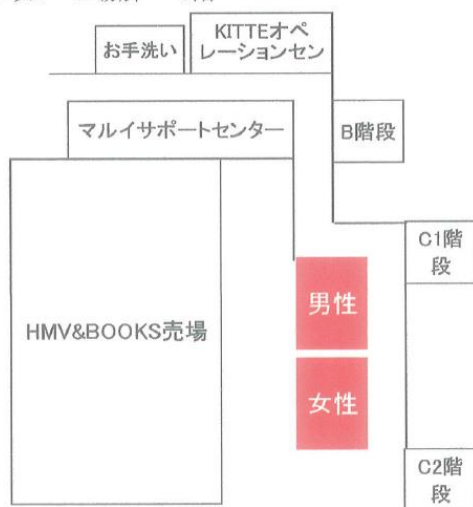 お手洗い
KITTEオペ
レーションセン
マルイサポートセンター
B階段
C1階
段
男性
HMV&BOOKS売場
女性
C2階
段